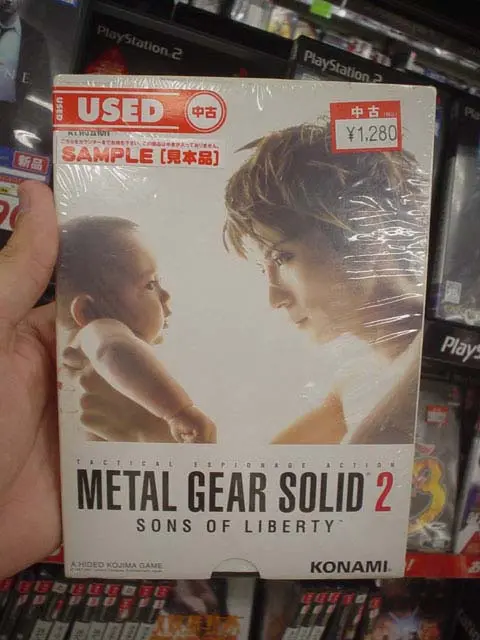 PlayStation 2
PlayStation 2
USED
USED
中古
中古
¥1,280
SAMPLE [見本品]
新品
TACTICAL ESPIONAGE ACTION
METAL GEAR SOLID 2
SONS OF LIBERTY
A HIDEO KOJIMA GAME
KONAMI
PlayS